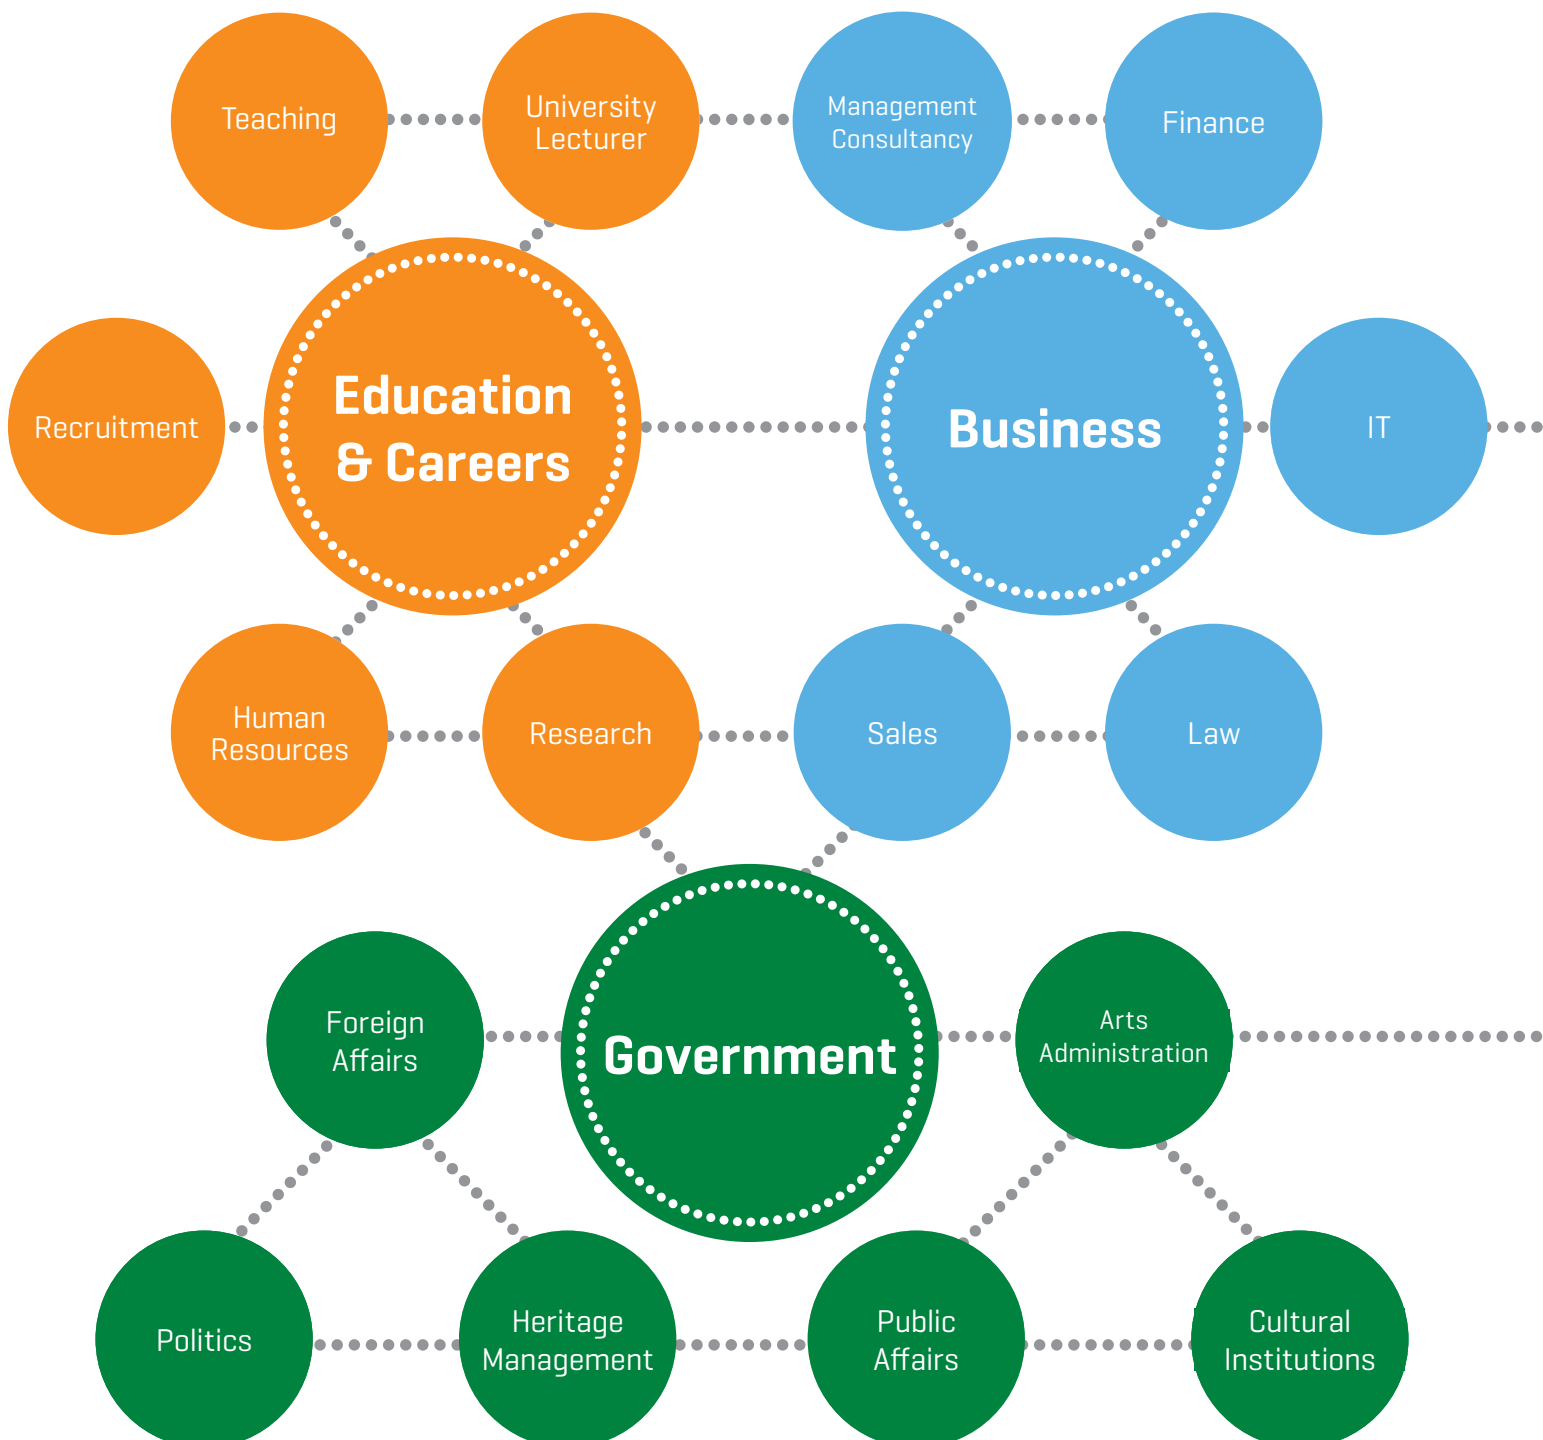 Teaching
University
Lecturer
Management
Consultancy
Finance
Recruitment
Education
& Careers
Business
IT
Human
Resources
Research
Sales
Law
Foreign
Affairs
Government
Arts
Administration
Politics
Heritage
Management
Public
Affairs
Cultural
Institutions